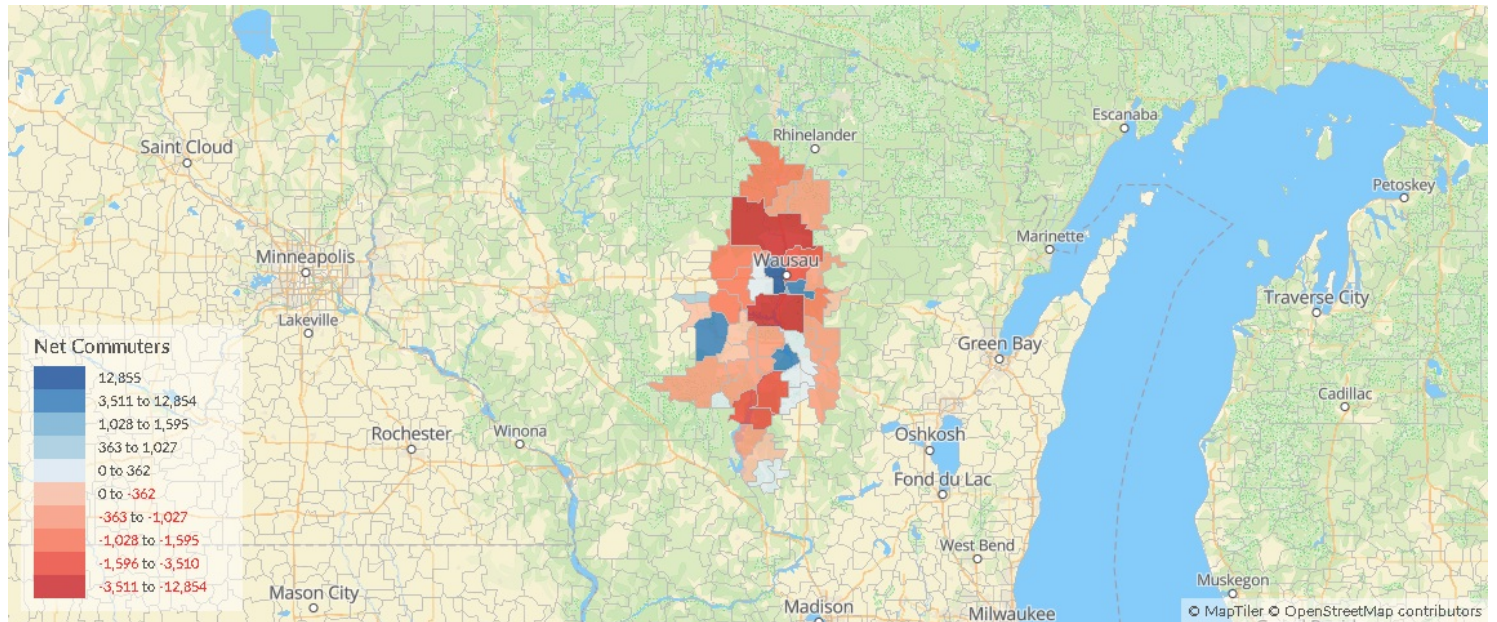 Escanaba
Rhinelander
Saint Cloud
Petoskey
Marinette
Minneapolis
Wausau
Traverse City
Lakeville
Green Bay
Net Commuters
12,855
3,511 to 12,854
1,028 to 1,595
363 to 1,027
0 to 362
0 to -362
-363 to -1,027
-1,028 to -1,595
-1,596 to -3,510
-3,511 to -12,854
Cadillac
Rochester
Winona
Oshkosh
Fond du Lac
West Bend
Muskegon
Mason City
Madison
Milwaukee
© MapTiler © OpenStreetMap contributors